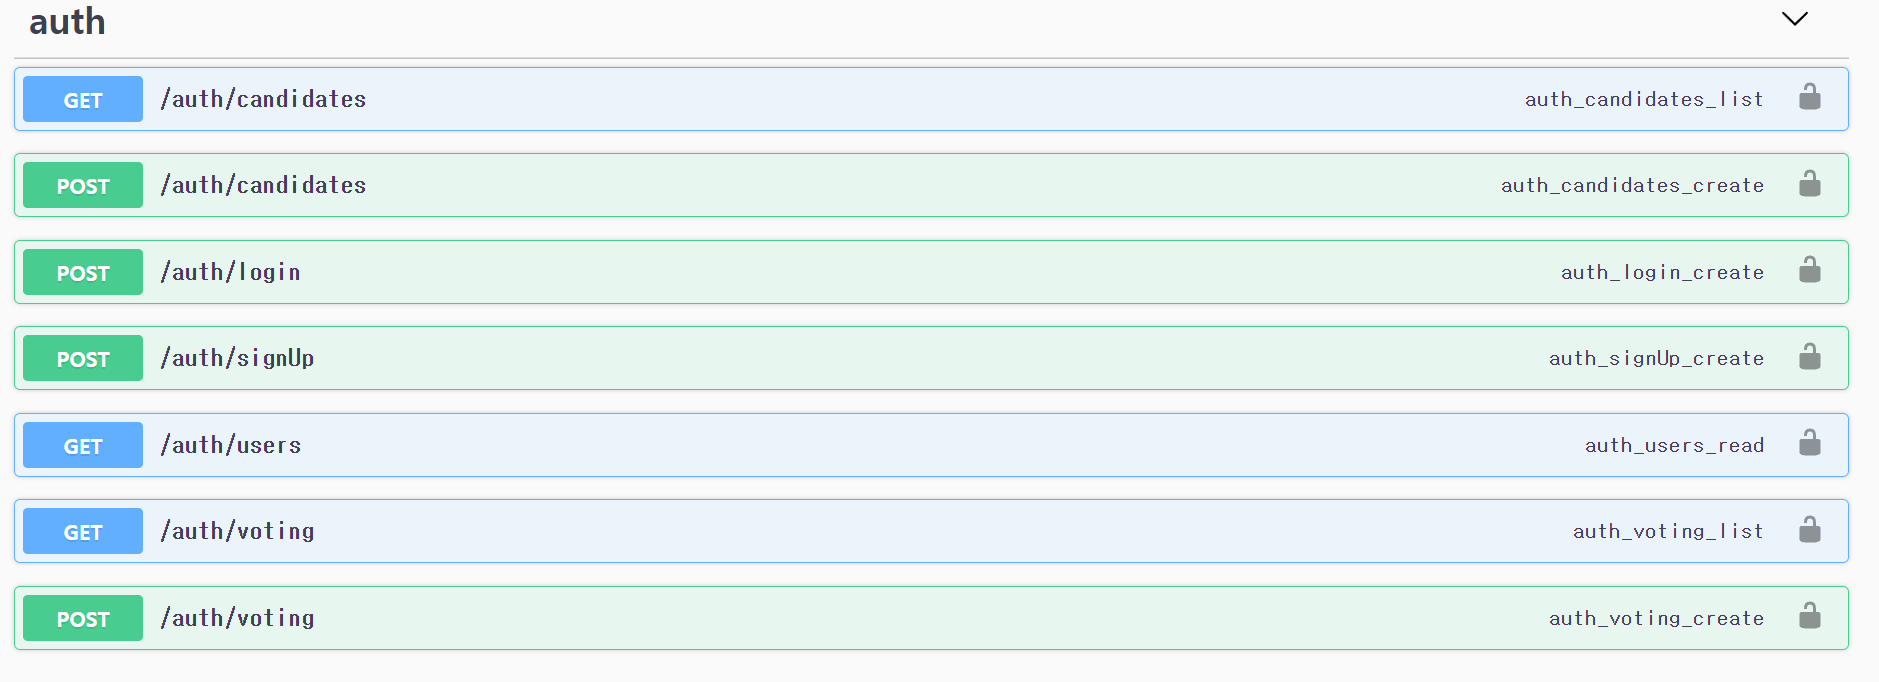 auth
GET /auth/candidates auth_candidates_list
POST /auth/candidates auth_candidates_create
POST /auth/login auth_login_create
POST /auth/signUp auth_signUp_create
GET /auth/users auth_users_read
GET /auth/voting auth_voting_list
POST /auth/voting auth_voting_create